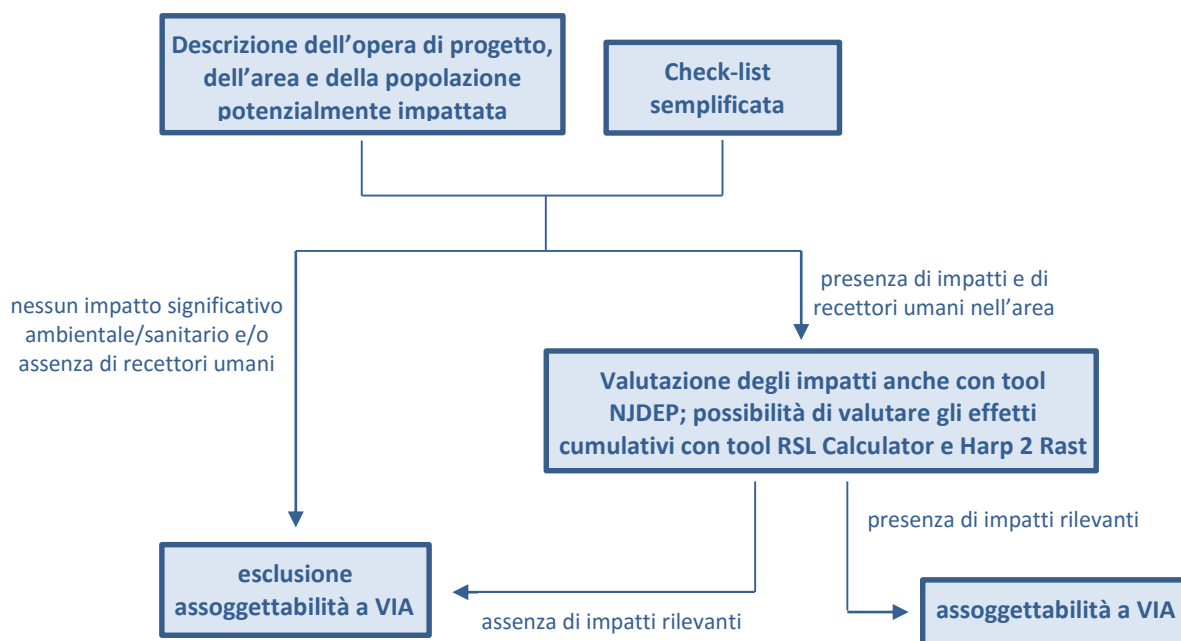 Descrizione dell’opera di progetto,
dell’area e della popolazione
potenzialmente impattata
Check-list
semplificata
nessun impatto significativo
ambientale/sanitario e/o
assenza di recettori umani
presenza di impatti e di
recettori umani nell’area
Valutazione degli impatti anche con tool
NJDEP; possibilità di valutare gli effetti
cumulativi con tool RSL Calculator e Harp 2 Rast
presenza di impatti rilevanti
esclusione
assoggettabilità a VIA
assenza di impatti rilevanti
assoggettabilità a VIA